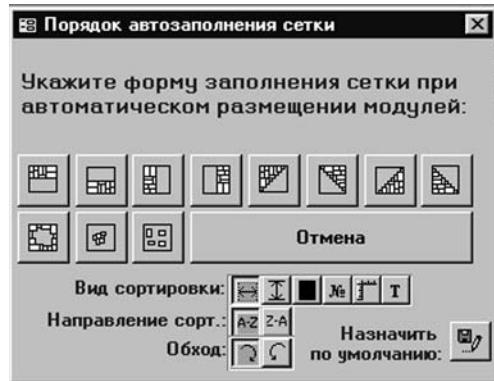 Порядок автозаполнения сетки
Укажите форму заполнения сетки при
автоматическом размещении модулей:
Отмена
Вид сортировки: № T
Направление сорт.: A-Z Z-A
Обход:
Назначить
по умолчанию: